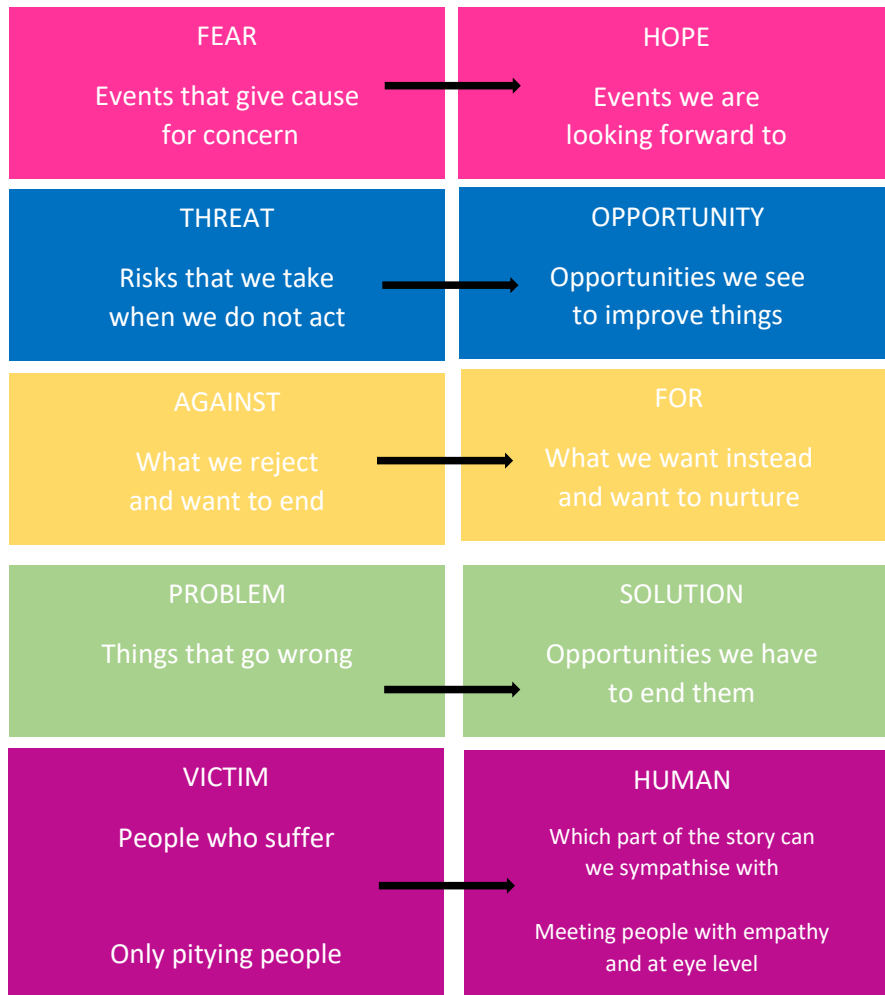 FEAR
Events that give cause
for concern
HOPE
Events we are
looking forward to
THREAT
Risks that we take
when we do not act
OPPORTUNITY
Opportunities we see
to improve things
AGAINST
What we reject
and want to end
FOR
What we want instead
and want to nurture
PROBLEM
Things that go wrong
SOLUTION
Opportunities we have
to end them
VICTIM
People who suffer
Only pitying people
HUMAN
Which part of the story can
we sympathise with
Meeting people with empathy
and at eye level